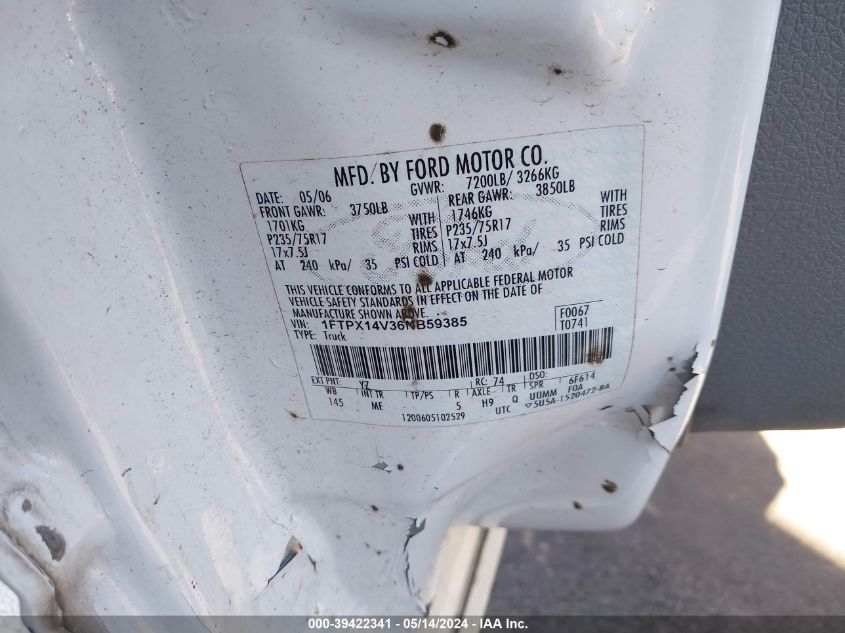 MFD. BY FORD MOTOR CO.
DATE: 05/06 GVWR: 7200LB/ 3266KG
FRONT GAWR: 3750LB REAR GAWR: 3850LB
1701KG WITH 1746KG WITH
P235/75R17 TIRES P235/75R17 TIRES
17x7.5J RIMS 17x7.5J RIMS
AT 240 kPa/ 35 PSI COLD AT 240 kPa/ 35 PSI COLD
THIS VEHICLE CONFORMS TO ALL APPLICABLE FEDERAL MOTOR
VEHICLE SAFETY STANDARDS IN EFFECT ON THE DATE OF
MANUFACTURE SHOWN ABOVE.
VIN: 1FTPX14V36NB59385 F0067
TYPE: Truck T0741
EXT PNT: YZ RC: 74 DSO:
WB INT TR TP/PS R AXLE TR SPR 6F614
145 ME 5 H9 Q UUMM FOA
1200605102529 UTC 5U5A-1520472-BA
000-39422341 - 05/14/2024 - IAA Inc.